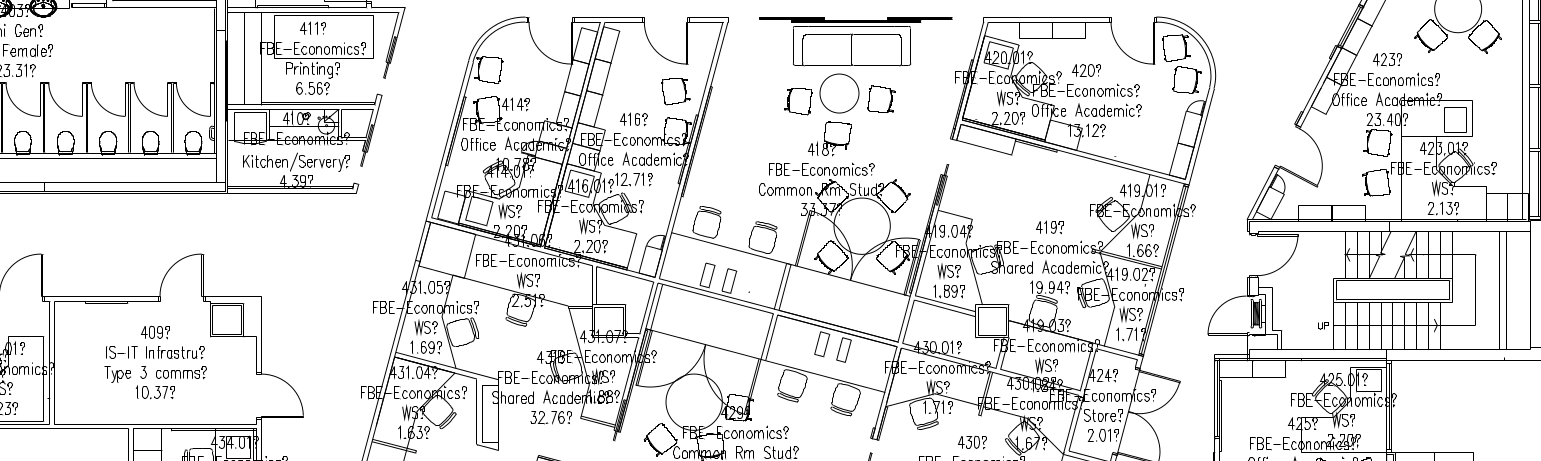 403?
ni Gen?
Female?
23.31?
411?
FBE-Economics?
Printing?
6.56?
410?
FBE-Economics?
Kitchen/Servery?
4.39?
414?
FBE-Economics?
Office Academic?
10.78?
414.01?
FBE-Economics?
WS?
2.20?
416?
FBE-Economics?
Office Academic?
12.71?
416.01?
FBE-Economics?
WS?
2.20?
418?
FBE-Economics?
Common Rm Stud?
33.37?
420.01?
FBE-Economics?
WS?
2.20?
420?
FBE-Economics?
Office Academic?
13.12?
423?
FBE-Economics?
Office Academic?
23.40?
423.01?
FBE-Economics?
WS?
2.13?
419.01?
FBE-Economics?
WS?
1.66?
419.04?
FBE-Economics?
WS?
1.89?
419?
FBE-Economics?
Shared Academic?
19.94?
419.02?
FBE-Economics?
WS?
1.71?
419.03?
FBE-Economics?
WS?
431.06?
FBE-Economics?
WS?
2.51?
431.05?
FBE-Economics?
WS?
1.69?
431.07?
FBE-Economics?
WS?
FBE-Economics?
Shared Academic?
32.76?
431.04?
FBE-Economics?
WS?
1.63?
409?
IS-IT Infrastru?
Type 3 comms?
10.37?
.01?
nomics?
S?
23?
434.01?
FBE-Economics?
429?
FBE-Economics?
Common Rm Stud?
430.01?
FBE-Economics?
WS?
1.71?
430.02?
FBE-Economics?
WS?
1.67?
424?
FBE-Economics?
Store?
2.01?
430?
FBE-Economics?
UP
425.01?
FBE-Economics?
WS?
2.20?
425?
FBE-Economics?
Office Academic?